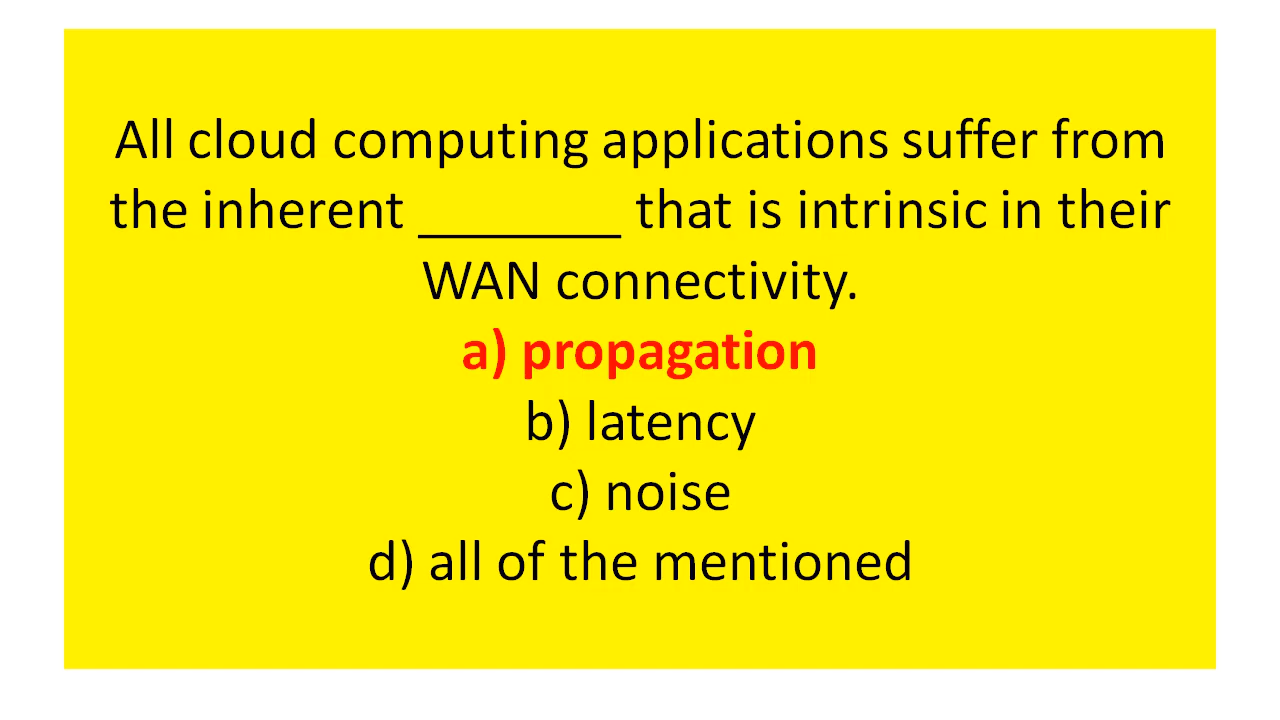 All cloud computing applications suffer from
the inherent _______ that is intrinsic in their
WAN connectivity.
a) propagation
b) latency
c) noise
d) all of the mentioned